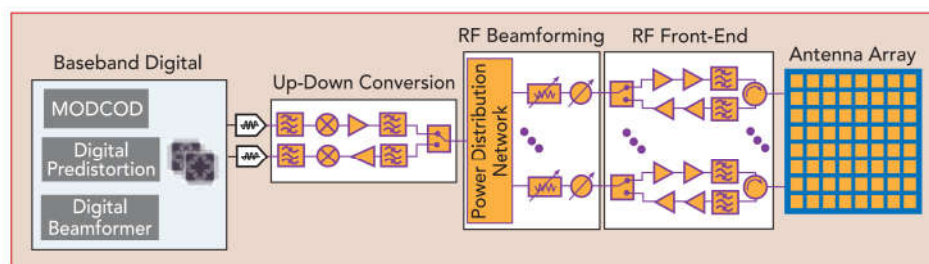 Baseband Digital
MODCOD
Digital
Predistortion
Digital
Beamformer
Up-Down Conversion
RF Beamforming
Power Distribution
Network
RF Front-End
Antenna Array